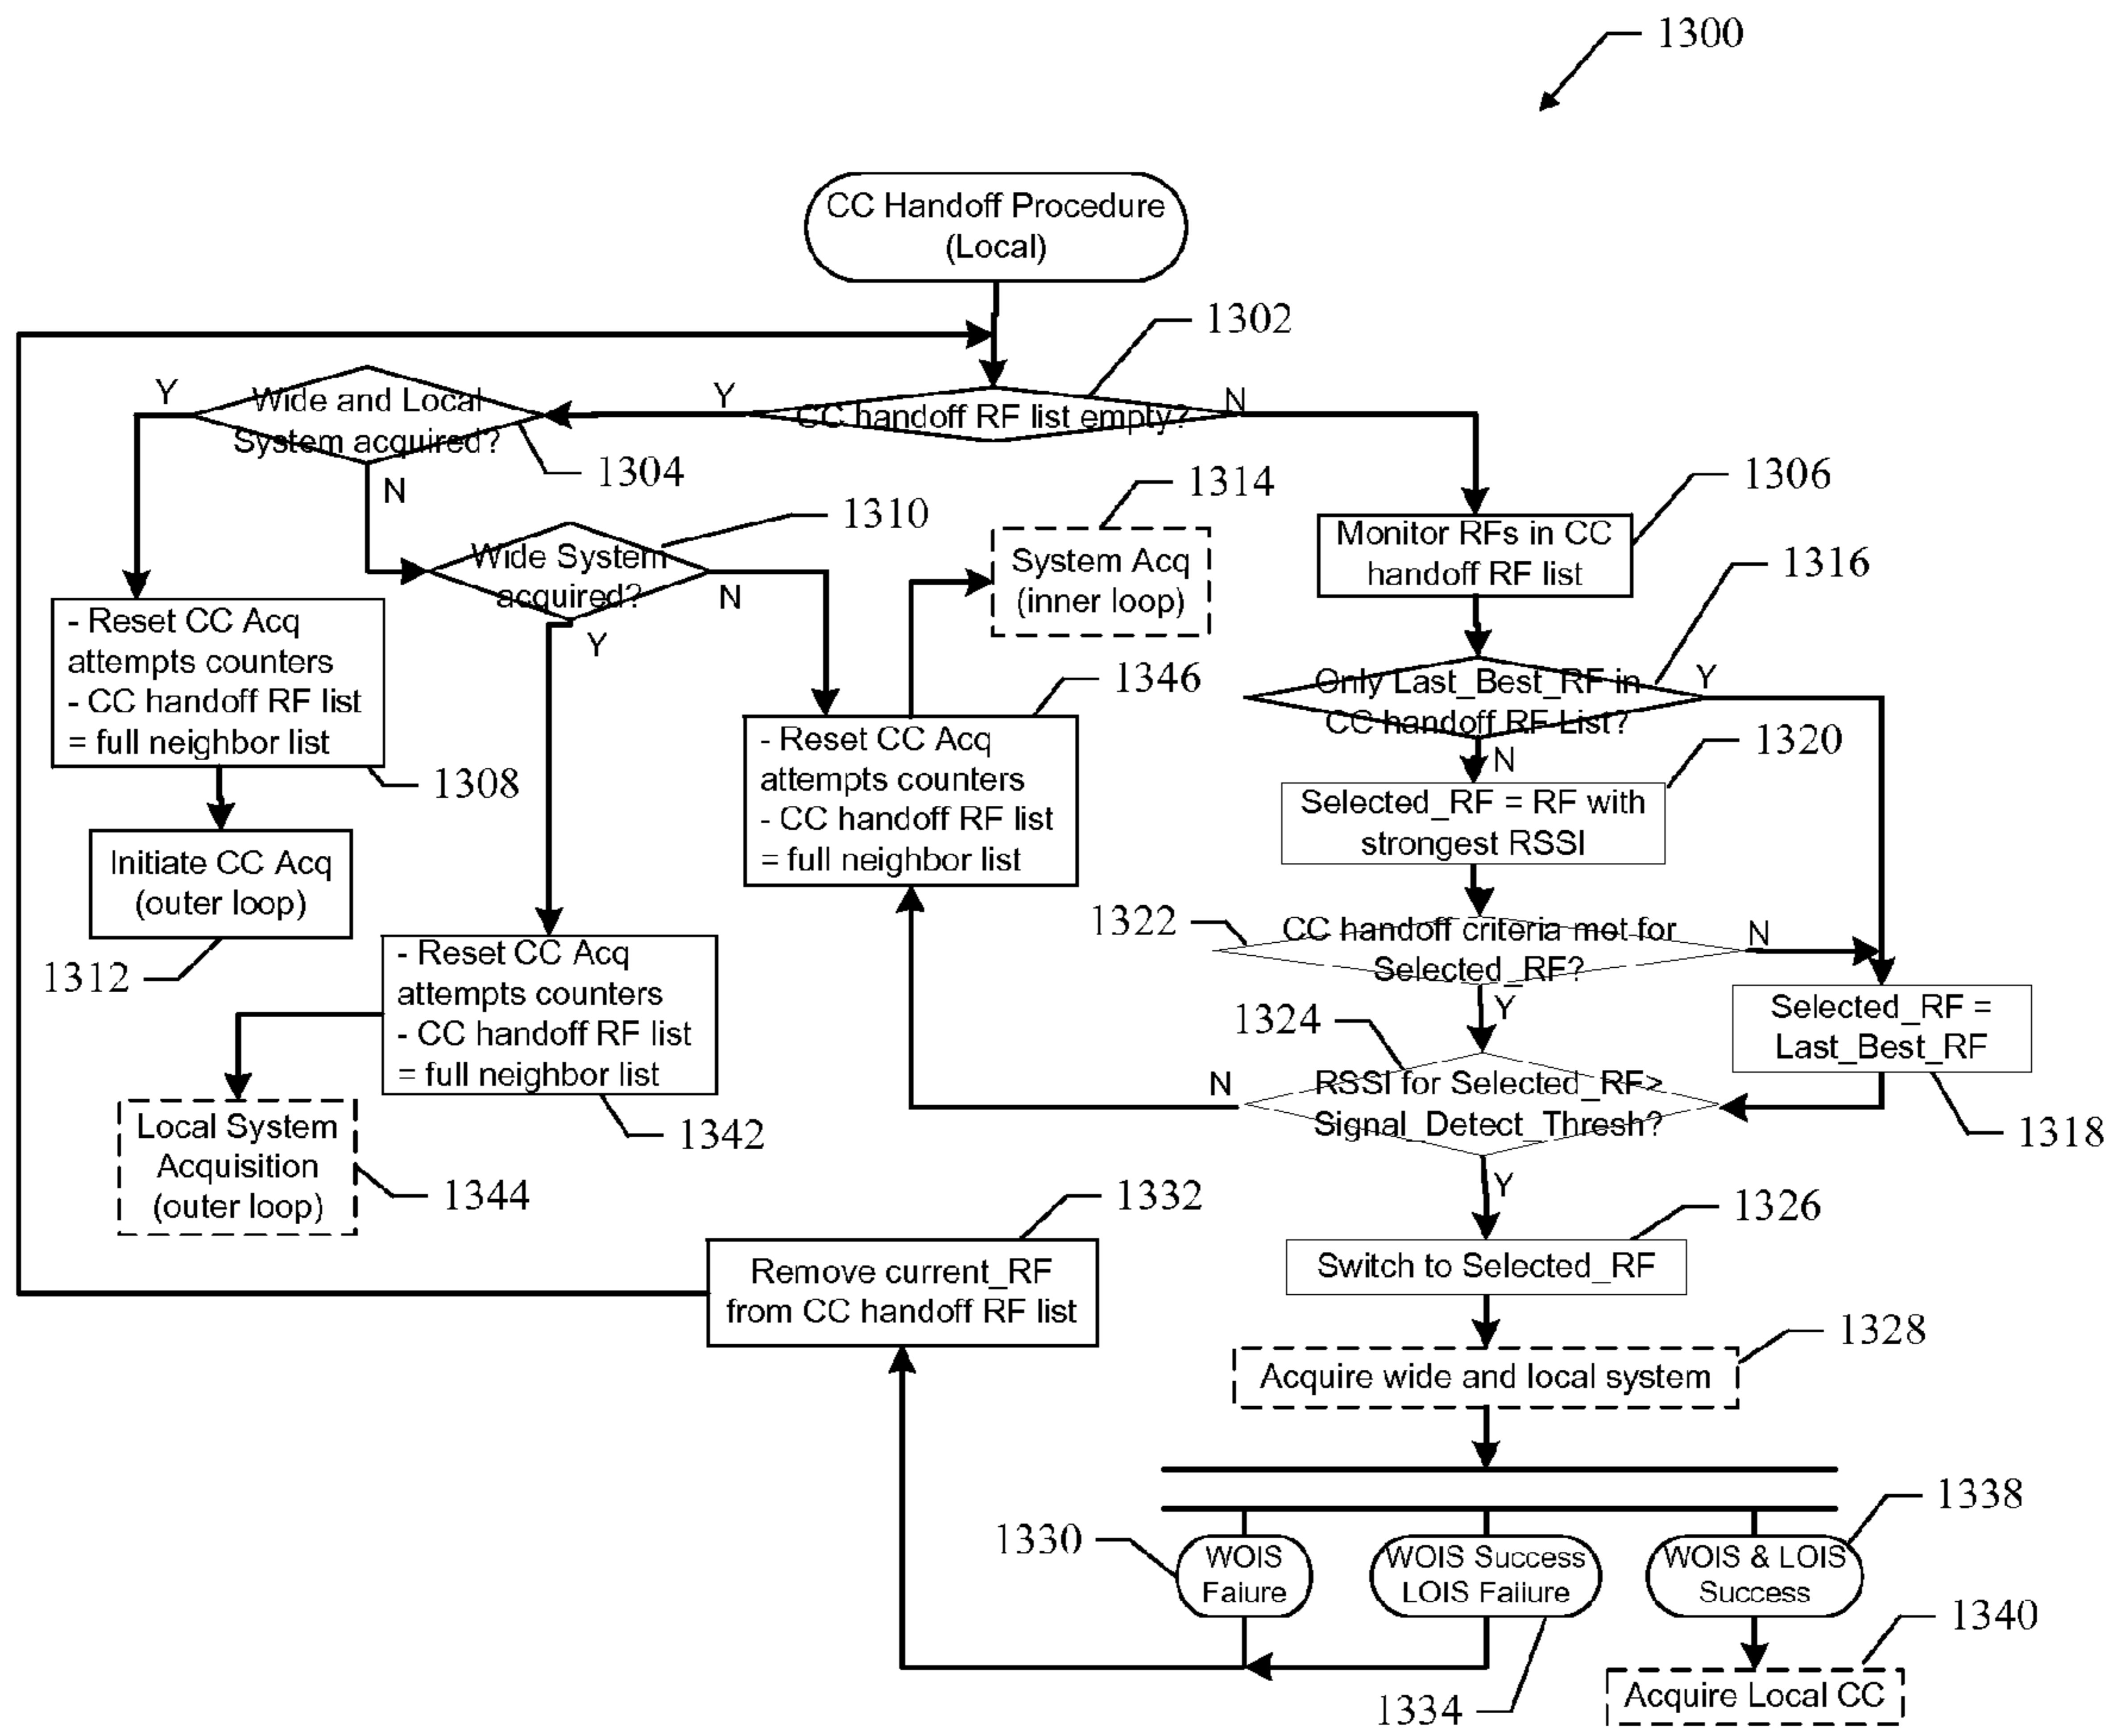 1300
CC Handoff Procedure
(Local)
1302
Y
Wide and Local
System acquired?
1304
Y
CC handoff RF list empty?
N
N
1314
1306
1310
Wide System
acquired?
N
Y
System Acq
(inner loop)
Monitor RFs in CC
handoff RF list
1316
- Reset CC Acq
attempts counters
- CC handoff RF list
= full neighbor list
1308
1346
Only Last_Best_RF in
CC handoff RF List?
Y
N
1320
- Reset CC Acq
attempts counters
- CC handoff RF list
= full neighbor list
Selected_RF = RF with
strongest RSSI
Initiate CC Acq
(outer loop)
1312
1322
CC handoff criteria met for
Selected_RF?
N
Y
- Reset CC Acq
attempts counters
- CC handoff RF list
= full neighbor list
1342
1324
Selected_RF =
Last_Best_RF
1318
N
RSSI for Selected_RF>
Signal_Detect_Thresh?
Y
Local System
Acquisition
(outer loop)
1344
1332
1326
Remove current_RF
from CC handoff RF list
Switch to Selected_RF
1328
Acquire wide and local system
1338
1330
WOIS
Faiure
WOIS Success
LOIS Faiiure
WOIS & LOIS
Success
1340
1334
Acquire Local CC